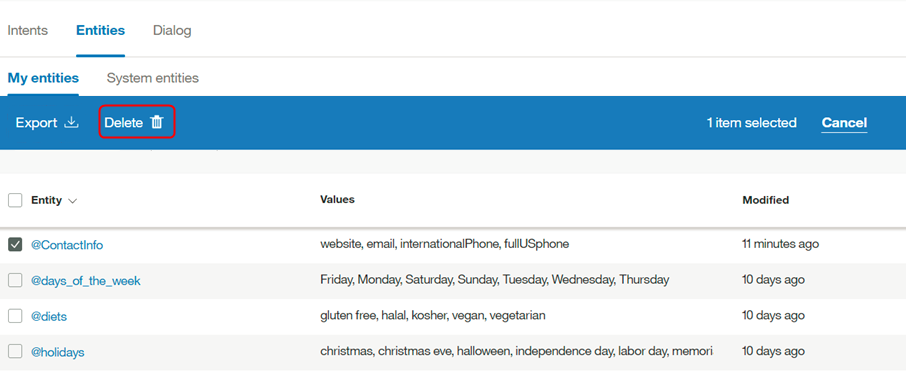 Intents Entities Dialog
My entities System entities
Export Delete 1 item selected Cancel
Entity Values Modified
@ContactInfo website, email, internationalPhone, fullUSphone 11 minutes ago
@days_of_the_week Friday, Monday, Saturday, Sunday, Tuesday, Wednesday, Thursday 10 days ago
@diets gluten free, halal, kosher, vegan, vegetarian 10 days ago
@holidays christmas, christmas eve, halloween, independence day, labor day, memori 10 days ago